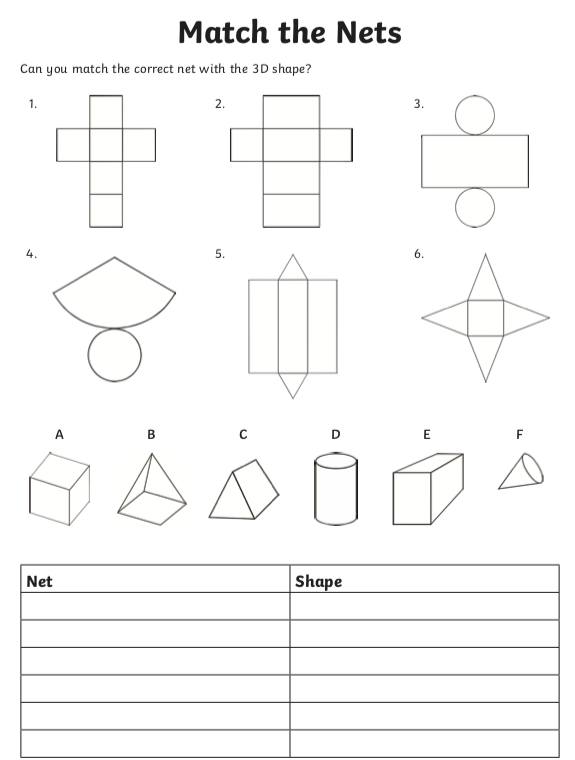 Match the Nets
Can you match the correct net with the 3D shape?
1. 2. 3.
4. 5. 6.
A B C D E F
Net Shape